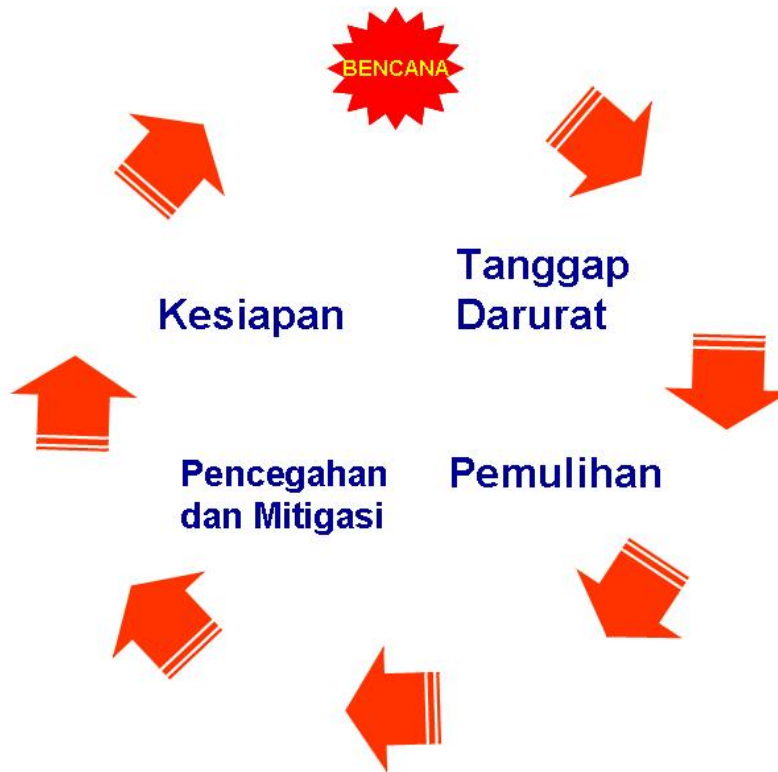 BENCANA
Tanggap
Darurat
Kesiapan
Pencegahan
dan Mitigasi
Pemulihan